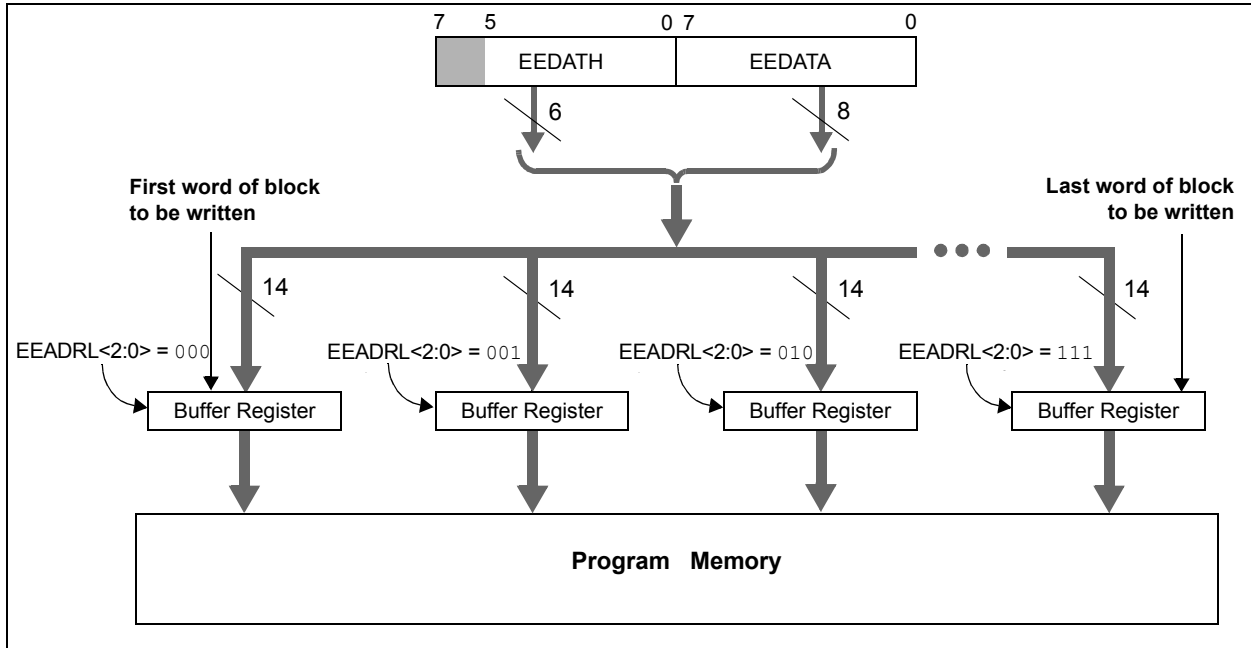 7 5 0 7 0
EEDATH EEDATA
6 8
First word of block
to be written
Last word of block
to be written
14 14 14 14
EEADRL<2:0> = 000 EEADRL<2:0> = 001 EEADRL<2:0> = 010 EEADRL<2:0> = 111
Buffer Register Buffer Register Buffer Register Buffer Register
Program Memory